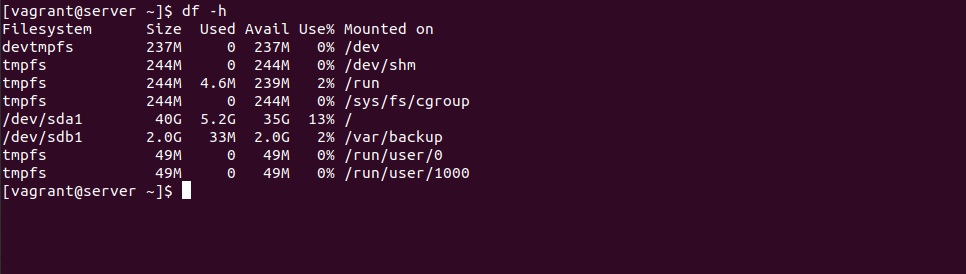 [vagrant@server ~]$ df -h
Filesystem      Size  Used Avail Use% Mounted on
devtmpfs        237M     0  237M   0% /dev
tmpfs           244M     0  244M   0% /dev/shm
tmpfs           244M  4.6M  239M   2% /run
tmpfs           244M     0  244M   0% /sys/fs/cgroup
/dev/sda1        40G  5.2G   35G  13% /
/dev/sdb1       2.0G   33M  2.0G   2% /var/backup
tmpfs            49M     0   49M   0% /run/user/0
tmpfs            49M     0   49M   0% /run/user/1000
[vagrant@server ~]$